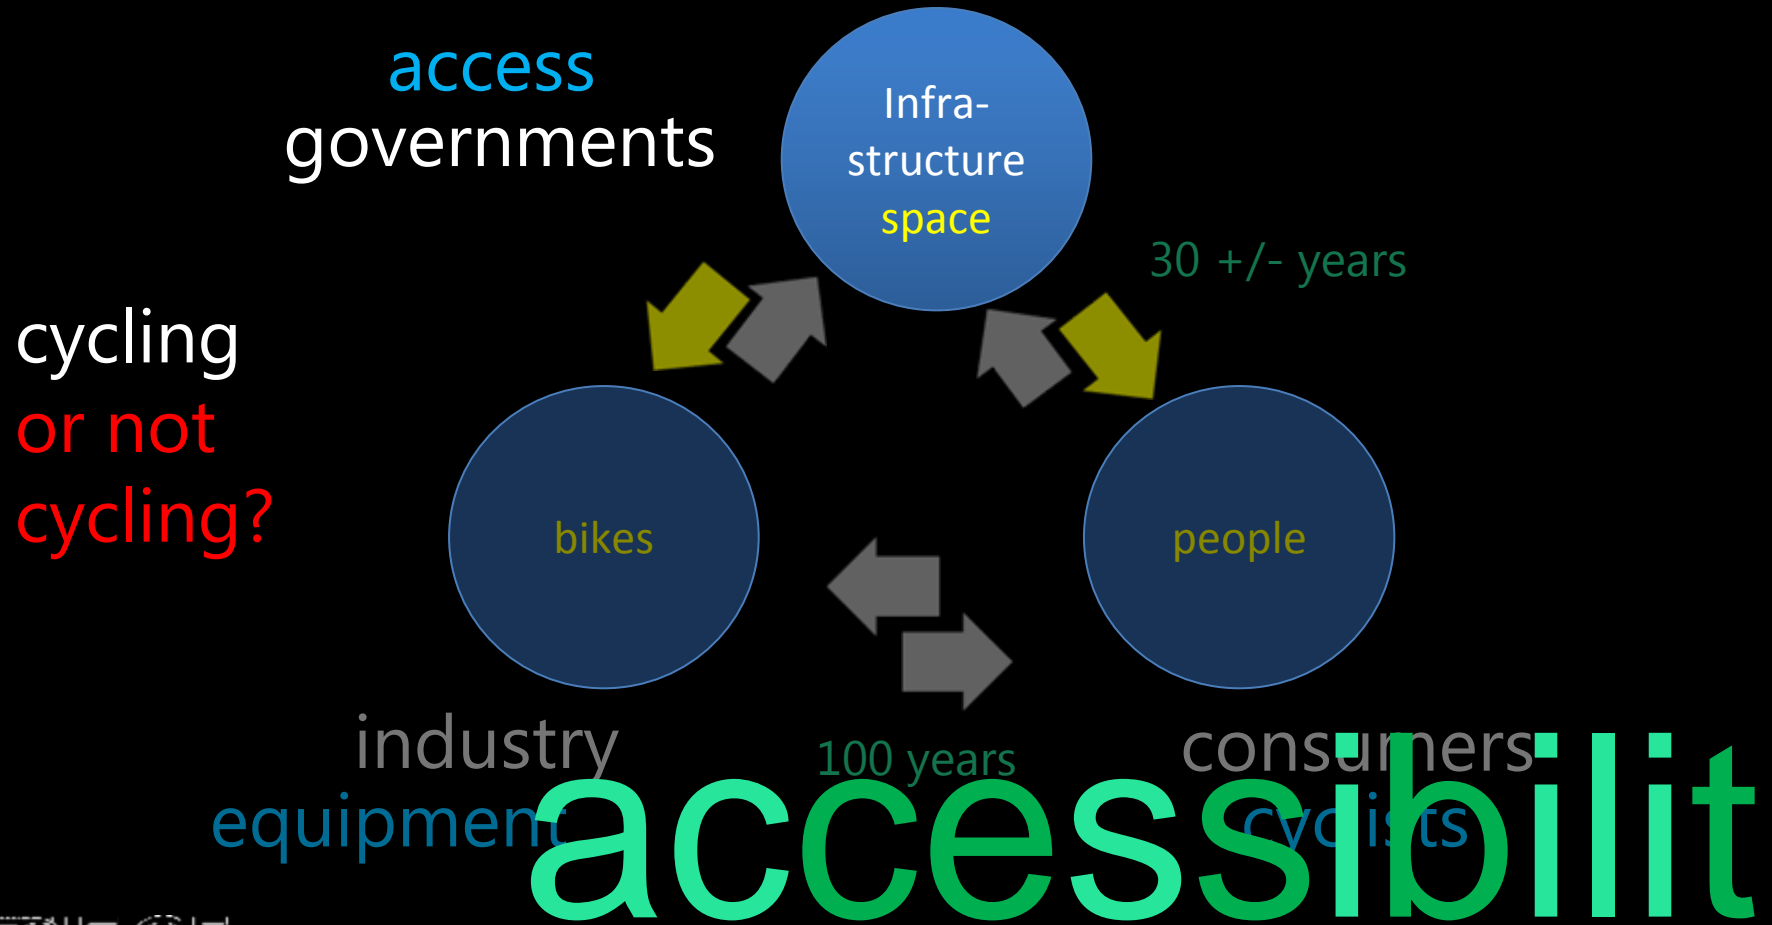 access
governments
Infra-
structure
space
30 +/- years
cycling
or not
cycling?
bikes
people
industry
equipment
100 years
consumers
cyclists
accessibilit